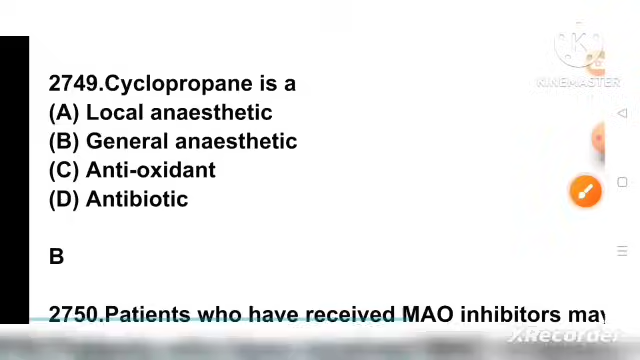 2749.Cyclopropane is a
(A) Local anaesthetic
(B) General anaesthetic
(C) Anti-oxidant
(D) Antibiotic
B
2750.Patients who have received MAO inhibitors may
K
KINEMASTER
XRecorder